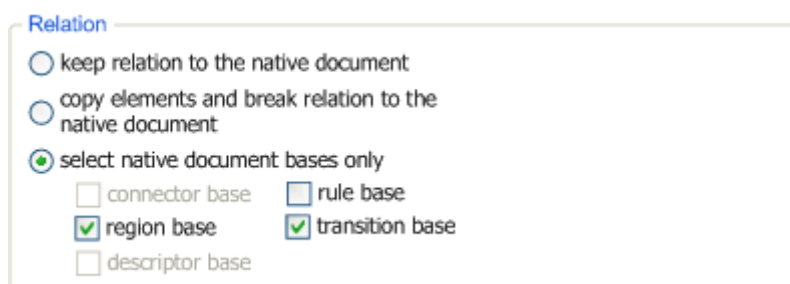 Relation
keep relation to the native document
copy elements and break relation to the
native document
select native document bases only
connector base rule base
region base transition base
descriptor base